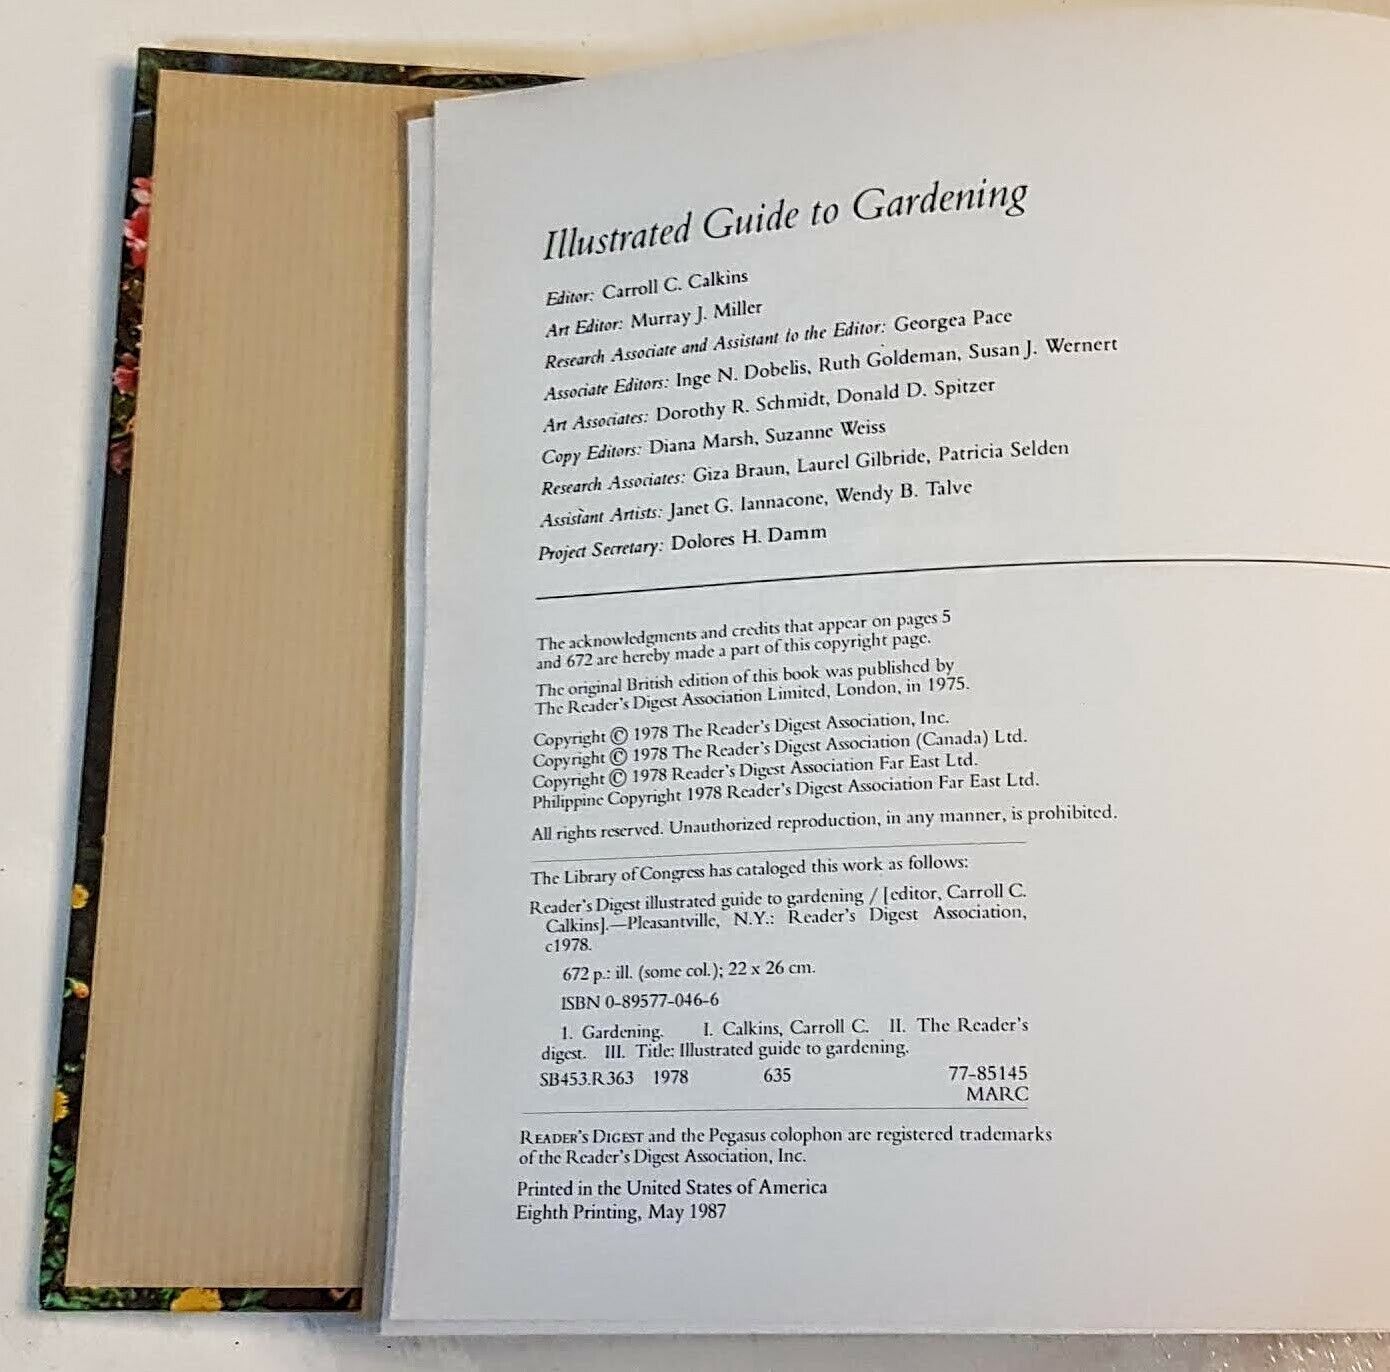 Illustrated Guide to Gardening
Editor: Carroll C. Calkins
Art Editor: Murray J. Miller
Research Associate and Assistant to the Editor: Georgea Pace
Associate Editors: Inge N. Dobelis, Ruth Goldeman, Susan J. Wernert
Art Associates: Dorothy R. Schmidt, Donald D. Spitzer
Copy Editors: Diana Marsh, Suzanne Weiss
Research Associates: Giza Braun, Laurel Gilbride, Patricia Selden
Assistant Artists: Janet G. Iannacone, Wendy B. Talve
Project Secretary: Dolores H. Damm
The acknowledgments and credits that appear on pages 5
and 672 are hereby made a part of this copyright page.
The original British edition of this book was published by
The Reader's Digest Association Limited, London, in 1975.
Copyright © 1978 The Reader's Digest Association, Inc.
Copyright © 1978 The Reader's Digest Association (Canada) Ltd.
Copyright © 1978 Reader's Digest Association Far East Ltd.
Philippine Copyright 1978 Reader's Digest Association Far East Ltd.
All rights reserved. Unauthorized reproduction, in any manner, is prohibited.
The Library of Congress has cataloged this work as follows:
Reader's Digest illustrated guide to gardening / [editor, Carroll C.
Calkins].—Pleasantville, N.Y.: Reader's Digest Association,
c1978.
672 p.: ill. (some col.); 22 x 26 cm.
ISBN 0-89577-046-6
1. Gardening. I. Calkins, Carroll C. II. The Reader's
digest. III. Title: Illustrated guide to gardening.
SB453.R363 1978 635 77-85145
MARC
READER'S DIGEST and the Pegasus colophon are registered trademarks
of the Reader's Digest Association, Inc.
Printed in the United States of America
Eighth Printing, May 1987